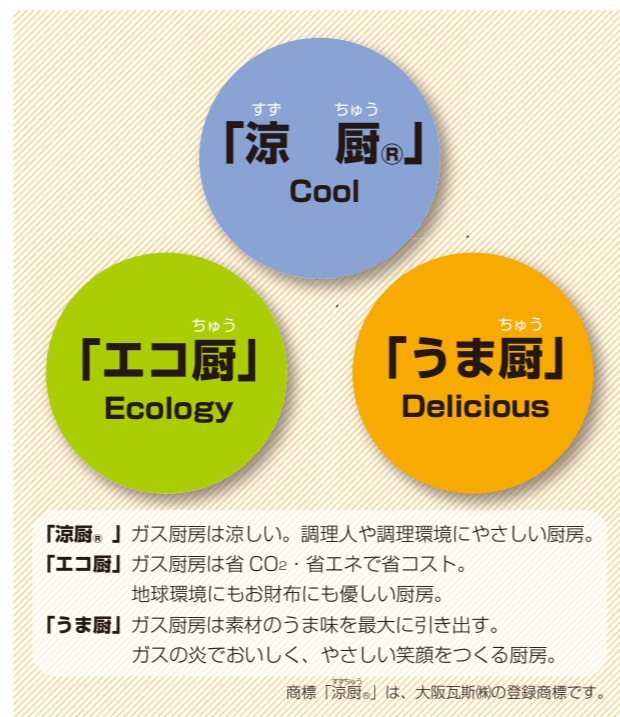 すず ちゅう
「涼 厨®」
Cool
ちゅう
「エコ厨」
Ecology
ちゅう
「うま厨」
Delicious
「涼厨®」ガス厨房は涼しい。調理人や調理環境にやさしい厨房。
「エコ厨」ガス厨房は省CO2・省エネで省コスト。
地球環境にもお財布にも優しい厨房。
「うま厨」ガス厨房は素材のうま味を最大に引き出す。
ガスの炎でおいしく、やさしい笑顔をつくる厨房。
すずちゅう
商標「涼厨®」は、大阪瓦斯㈱の登録商標です。